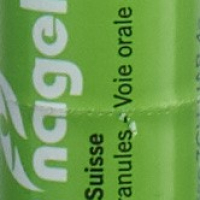 nagel
Suisse
ranules - Voie orale